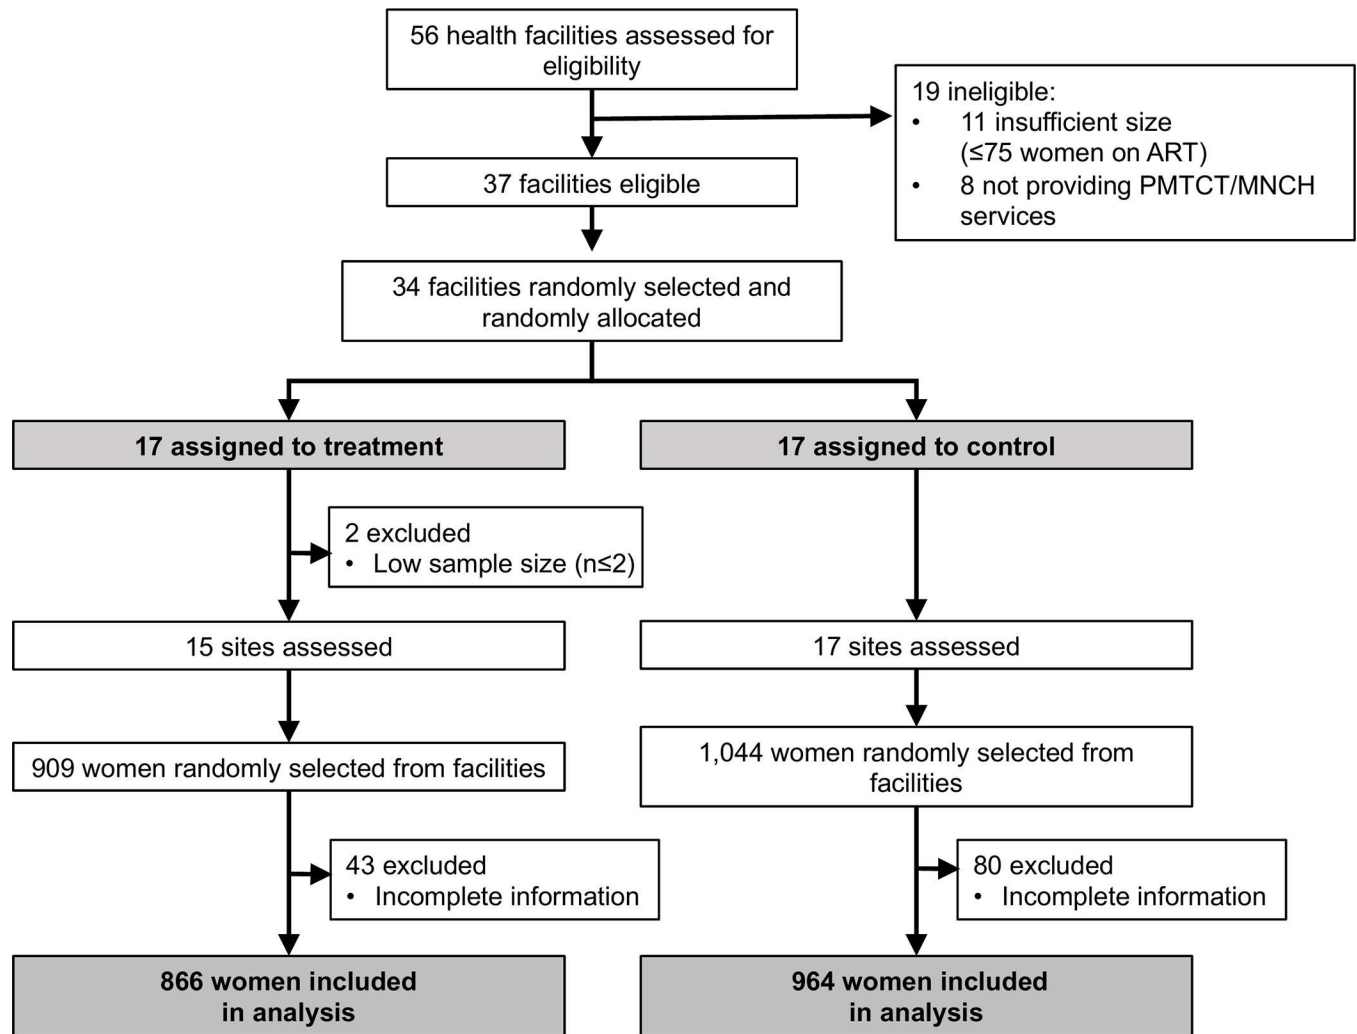 56 health facilities assessed for
eligibility
19 ineligible:
• 11 insufficient size
(≤75 women on ART)
• 8 not providing PMTCT/MNCH
services
37 facilities eligible
34 facilities randomly selected and
randomly allocated
17 assigned to treatment
17 assigned to control
2 excluded
• Low sample size (n≤2)
15 sites assessed
17 sites assessed
909 women randomly selected from facilities
1,044 women randomly selected from
facilities
43 excluded
• Incomplete information
80 excluded
• Incomplete information
866 women included
in analysis
964 women included
in analysis